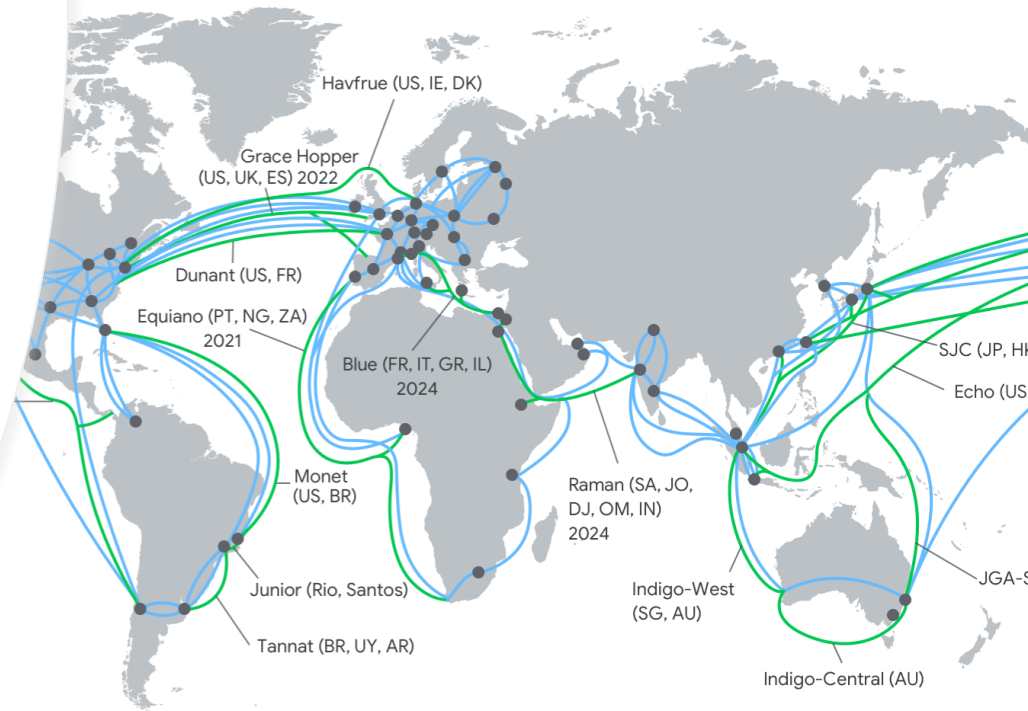 Havfrue (US, IE, DK)
Grace Hopper
(US, UK, ES) 2022
Dunant (US, FR)
Equiano (PT, NG, ZA)
2021
Blue (FR, IT, GR, IL)
2024
SJC (JP, HK
Echo (US
Monet
(US, BR)
Raman (SA, JO,
DJ, OM, IN)
2024
Junior (Rio, Santos)
Indigo-West
(SG, AU)
JGA-S
Tannat (BR, UY, AR)
Indigo-Central (AU)